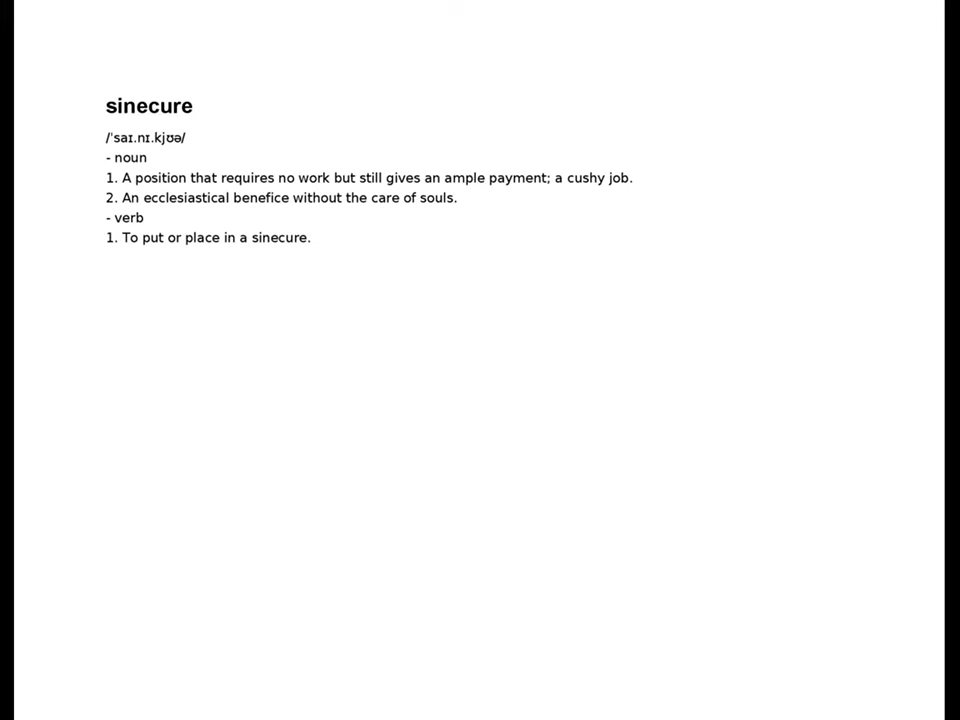 sinecure
/ˈsaɪ.nɪ.kjʊə/
- noun
1. A position that requires no work but still gives an ample payment; a cushy job.
2. An ecclesiastical benefice without the care of souls.
- verb
1. To put or place in a sinecure.